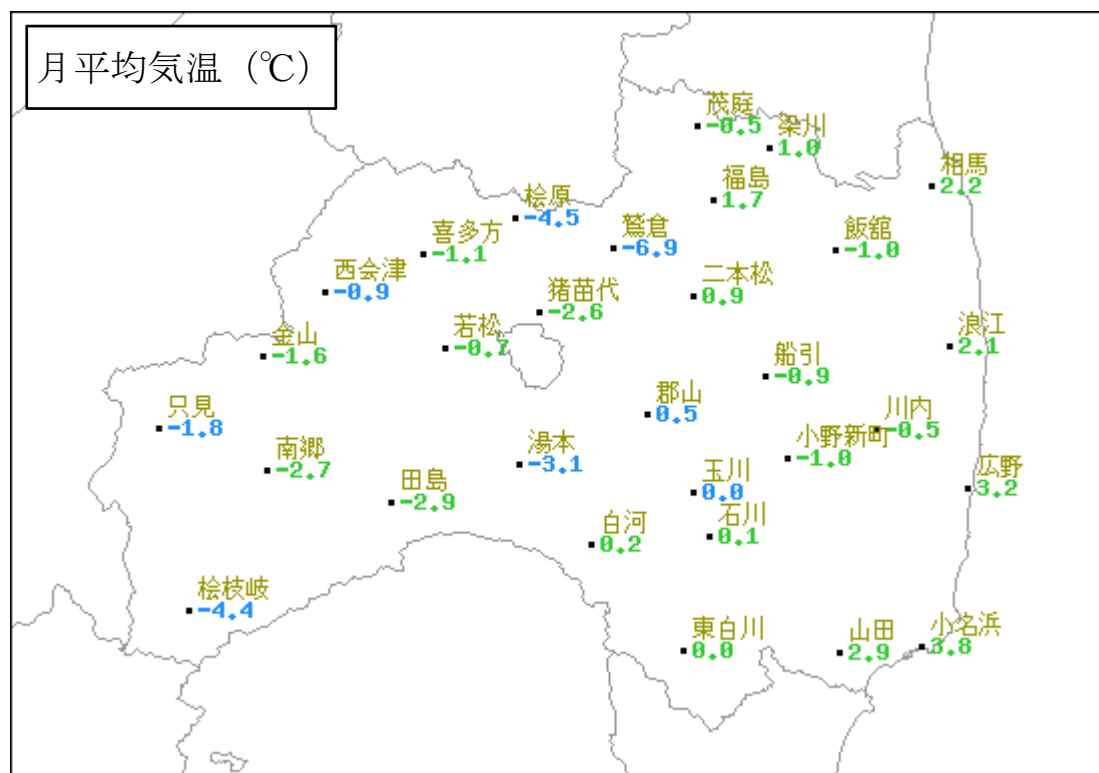 月平均気温（℃）
茂庭
-0.5
梁川
1.0
相馬
2.2
福島
1.7
桧原
-4.5
鷲倉
-6.9
飯舘
-1.0
喜多方
-1.1
西会津
-0.9
猪苗代
-2.6
二本松
0.9
金山
-1.6
若松
-0.7
浪江
2.1
船引
-0.9
郡山
0.5
只見
-1.8
川内
-0.5
南郷
-2.7
湯本
-3.1
小野新町
-1.0
広野
3.2
田島
-2.9
玉川
0.0
石川
0.1
白河
0.2
桧枝岐
-4.4
東白川
0.0
山田
2.9
小名浜
3.8